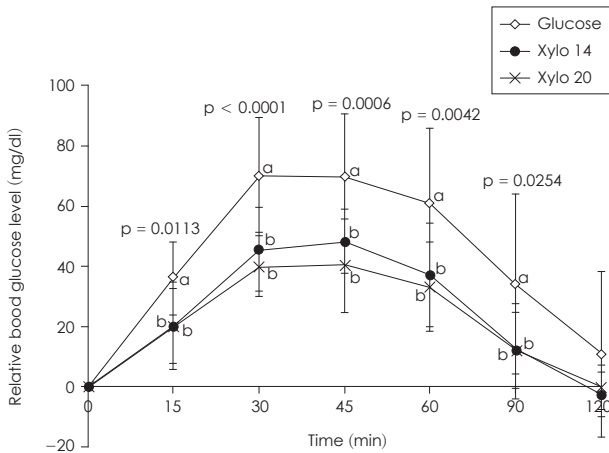 Glucose
Xylo 14
Xylo 20
Relative bood glucose level (mg/dl)
100
80
60
40
20
0
−20
p = 0.0113
p < 0.0001
p = 0.0006
p = 0.0042
p = 0.0254
a
a
a
a
a
b
b
b
b
b
b
b
b
b
b
0
15
30
45
60
90
120
Time (min)